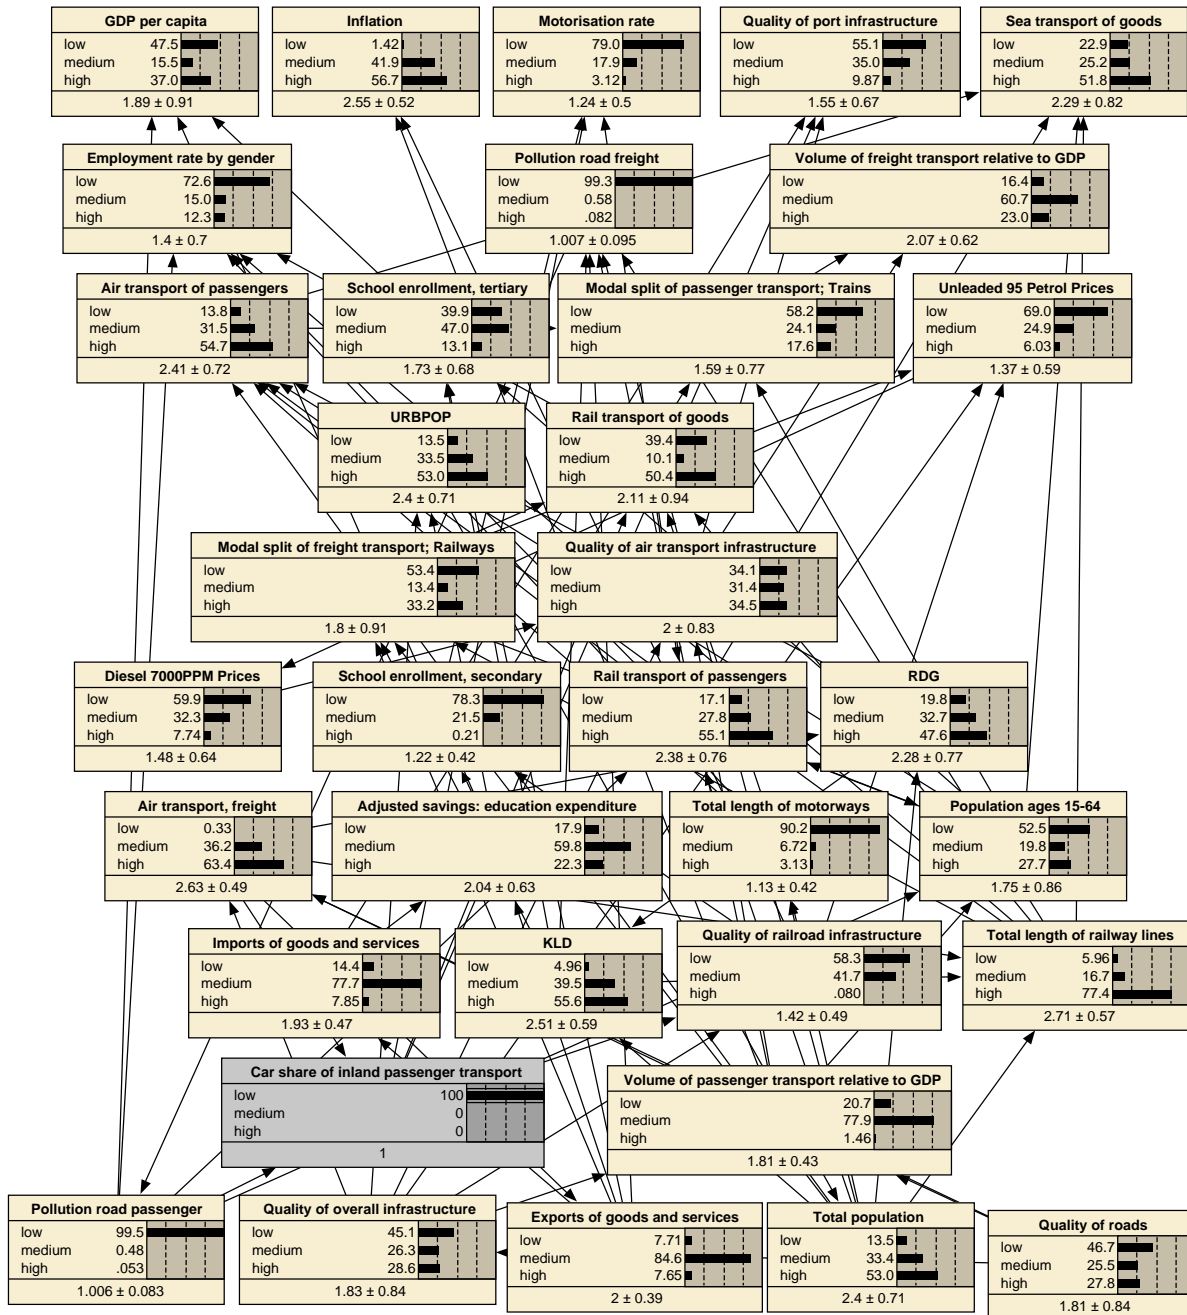 GDP per capita
low 47.5
medium 15.5
high 37.0
1.89 ± 0.91
Inflation
low 1.42
medium 41.9
high 56.7
2.55 ± 0.52
Motorisation rate
low 79.0
medium 17.9
high 3.12
1.24 ± 0.5
Quality of port infrastructure
low 55.1
medium 35.0
high 9.87
1.55 ± 0.67
Sea transport of goods
low 22.9
medium 25.2
high 51.8
2.29 ± 0.82
Employment rate by gender
low 72.6
medium 15.0
high 12.3
1.4 ± 0.7
Pollution road freight
low 99.3
medium 0.58
high .082
1.007 ± 0.095
Volume of freight transport relative to GDP
low 16.4
medium 60.7
high 23.0
2.07 ± 0.62
Air transport of passengers
low 13.8
medium 31.5
high 54.7
2.41 ± 0.72
School enrollment, tertiary
low 39.9
medium 47.0
high 13.1
1.73 ± 0.68
Modal split of passenger transport; Trains
low 58.2
medium 24.1
high 17.6
1.59 ± 0.77
Unleaded 95 Petrol Prices
low 69.0
medium 24.9
high 6.03
1.37 ± 0.59
URBPOP
low 13.5
medium 33.5
high 53.0
2.4 ± 0.71
Rail transport of goods
low 39.4
medium 10.1
high 50.4
2.11 ± 0.94
Modal split of freight transport; Railways
low 53.4
medium 13.4
high 33.2
1.8 ± 0.91
Quality of air transport infrastructure
low 34.1
medium 31.4
high 34.5
2 ± 0.83
Diesel 7000PPM Prices
low 59.9
medium 32.3
high 7.74
1.48 ± 0.64
School enrollment, secondary
low 78.3
medium 21.5
high 0.21
1.22 ± 0.42
Rail transport of passengers
low 17.1
medium 27.8
high 55.1
2.38 ± 0.76
RDG
low 19.8
medium 32.7
high 47.6
2.28 ± 0.77
Air transport, freight
low 0.33
medium 36.2
high 63.4
2.63 ± 0.49
Adjusted savings: education expenditure
low 17.9
medium 59.8
high 22.3
2.04 ± 0.63
Total length of motorways
low 90.2
medium 6.72
high 3.13
1.13 ± 0.42
Population ages 15-64
low 52.5
medium 19.8
high 27.7
1.75 ± 0.86
Imports of goods and services
low 14.4
medium 77.7
high 7.85
1.93 ± 0.47
KLD
low 4.96
medium 39.5
high 55.6
2.51 ± 0.59
Quality of railroad infrastructure
low 58.3
medium 41.7
high .080
1.42 ± 0.49
Total length of railway lines
low 5.96
medium 16.7
high 77.4
2.71 ± 0.57
Car share of inland passenger transport
low 100
medium 0
high 0
1
Volume of passenger transport relative to GDP
low 20.7
medium 77.9
high 1.46
1.81 ± 0.43
Pollution road passenger
low 99.5
medium 0.48
high .053
1.006 ± 0.083
Quality of overall infrastructure
low 45.1
medium 26.3
high 28.6
1.83 ± 0.84
Exports of goods and services
low 7.71
medium 84.6
high 7.65
2 ± 0.39
Total population
low 13.5
medium 33.4
high 53.0
2.4 ± 0.71
Quality of roads
low 46.7
medium 25.5
high 27.8
1.81 ± 0.84